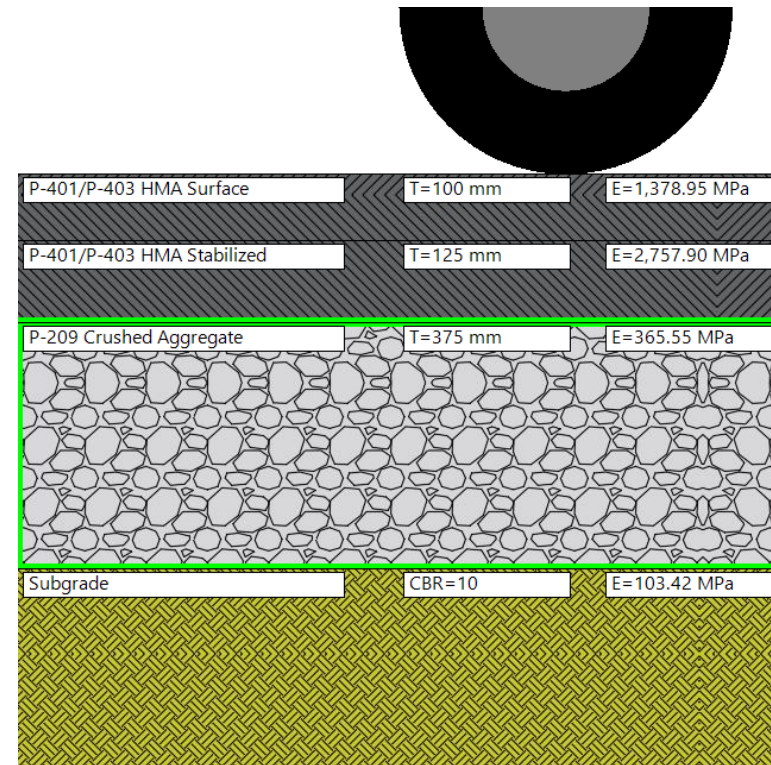 P-401/P-403 HMA Surface T=100 mm E=1,378.95 MPa
P-401/P-403 HMA Stabilized T=125 mm E=2,757.90 MPa
P-209 Crushed Aggregate T=375 mm E=365.55 MPa
Subgrade CBR=10 E=103.42 MPa